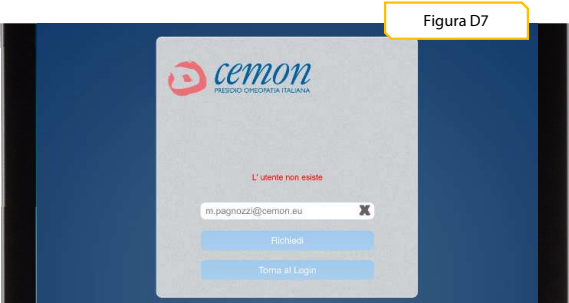 Figura D7
cemon
PRESIDIO OMEOPATIA ITALIANA
L' utente non esiste
m.pagnozzi@cemon.eu
Richiedi
Torna al Login